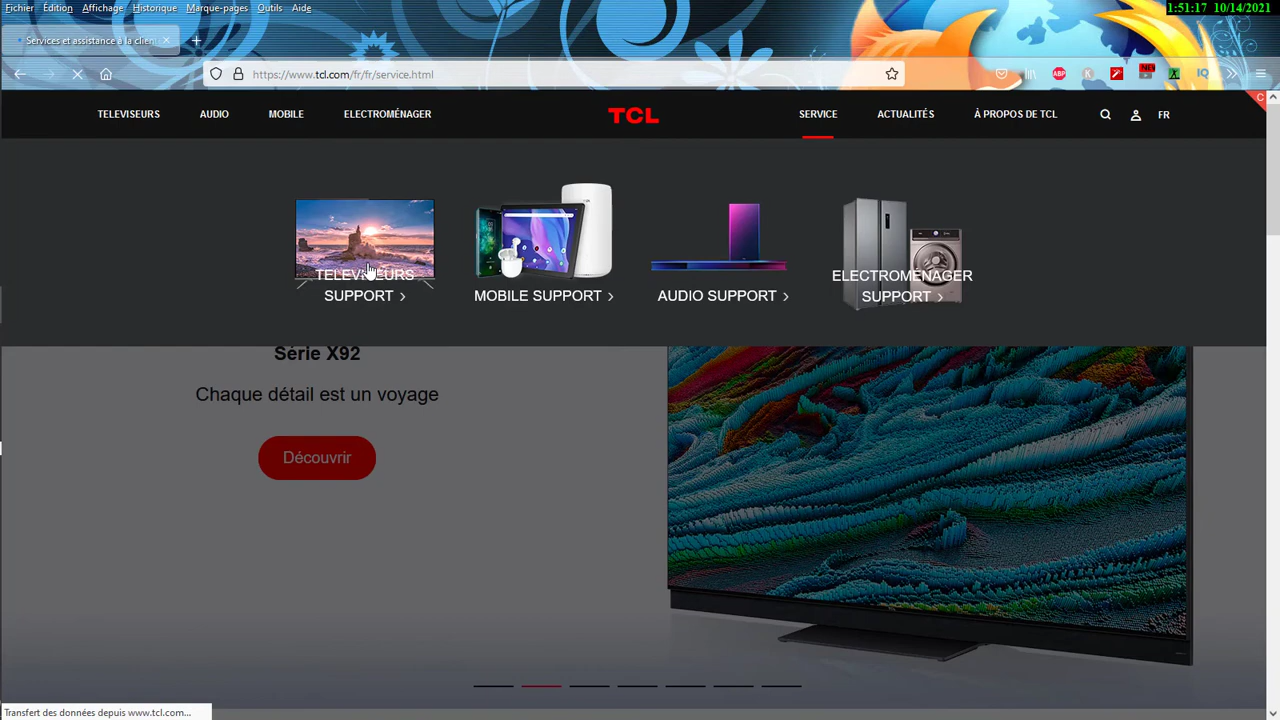 Fichier Édition Affichage Historique Marque-pages Outils Aide
1:51:17 10/14/2021
Services et assistance à la clien
https://www.tcl.com/fr/fr/service.html
ABP
IQ
TELEVISEURS AUDIO MOBILE ELECTROMÉNAGER
TCL
SERVICE ACTUALITÉS À PROPOS DE TCL FR
C
TELEVISEURS
SUPPORT
MOBILE SUPPORT
AUDIO SUPPORT
ELECTROMÉNAGER
SUPPORT
Série X92
Chaque détail est un voyage
Découvrir
Transfert des données depuis www.tcl.com...